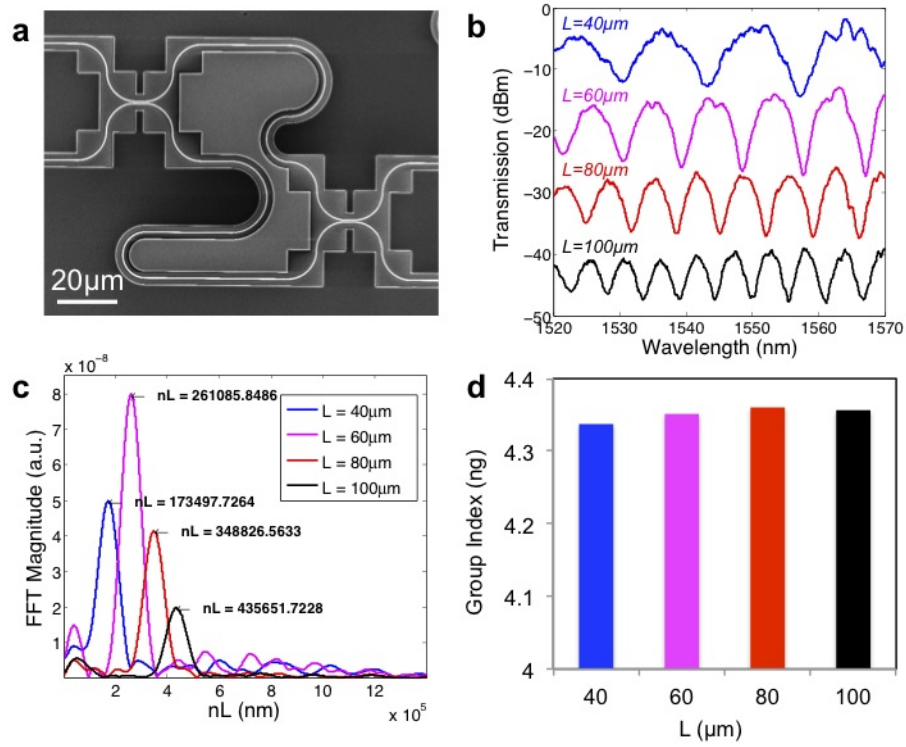 a
20µm
b
0
−10
−20
−30
−40
−50
Transmission (dBm)
L=40µm
L=60µm
L=80µm
L=100µm
1520
1530
1540
1550
1560
1570
Wavelength (nm)
c
x 10⁻⁸
8
7
6
5
4
3
2
1
FFT Magnitude (a.u.)
nL = 261085.8486
nL = 173497.7264
nL = 348826.5633
nL = 435651.7228
L = 40µm
L = 60µm
L = 80µm
L = 100µm
2
4
6
8
10
12
x 10⁵
nL (nm)
d
4.4
4.3
4.2
4.1
4
Group Index (ng)
40
60
80
100
L (µm)